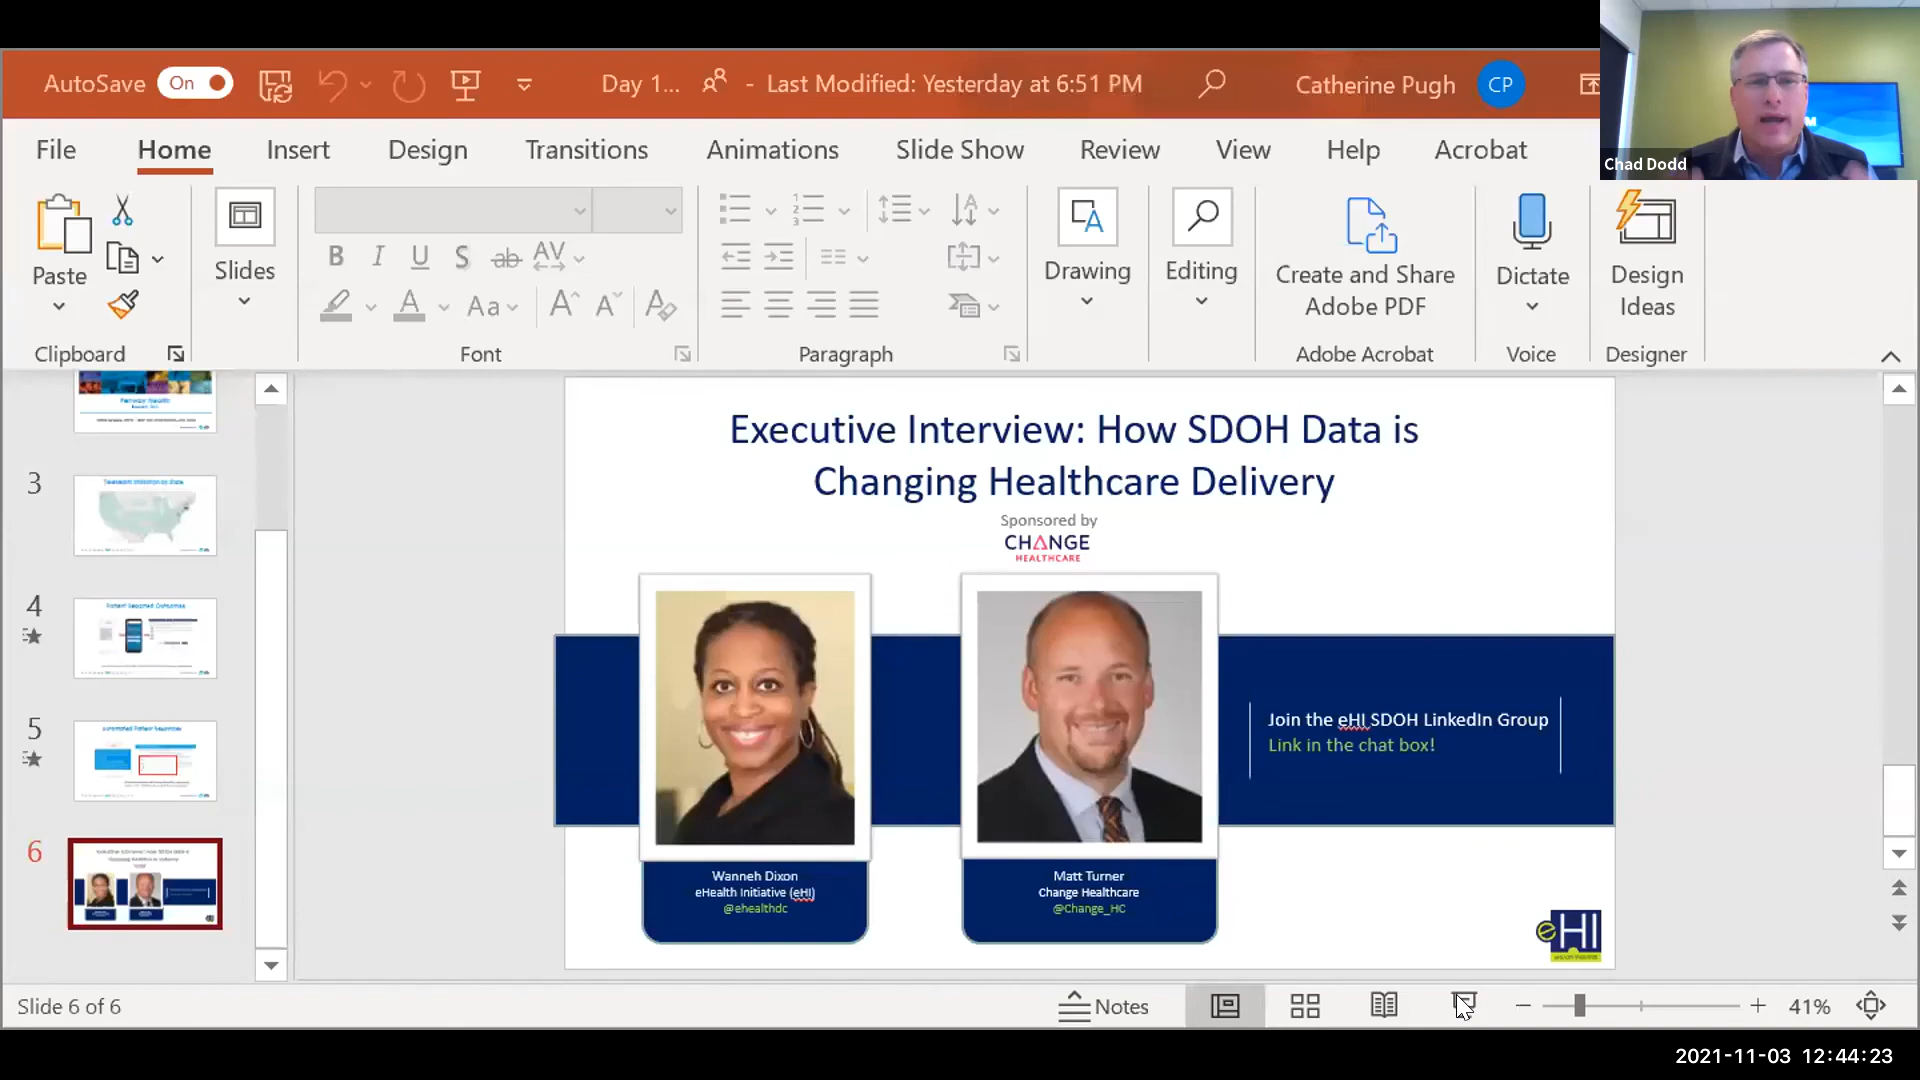 AutoSave On Day 1... - Last Modified: Yesterday at 6:51 PM Catherine Pugh CP
Chad Dodd
File Home Insert Design Transitions Animations Slide Show Review View Help Acrobat
Paste
Slides
B I U S ab AV
A Aa A A A
Drawing
Editing
Create and Share
Adobe PDF
Dictate
Design
Ideas
Clipboard Font Paragraph Adobe Acrobat Voice Designer
3
4
5
6
Executive Interview: How SDOH Data is
Changing Healthcare Delivery
Sponsored by
CHANGE
HEALTHCARE
Join the eHI SDOH LinkedIn Group
Link in the chat box!
Wanneh Dixon
eHealth Initiative (eHI)
@ehealthdc
Matt Turner
Change Healthcare
@Change_HC
eHI
Slide 6 of 6 Notes 41%
2021-11-03 12:44:23